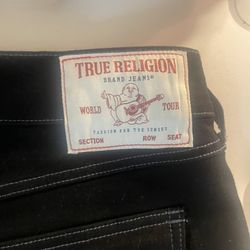 TRUE RELIGION
BRAND JEANS®
WORLD TOUR
FASHION FOR THE SENSES
SECTION ROW SEAT